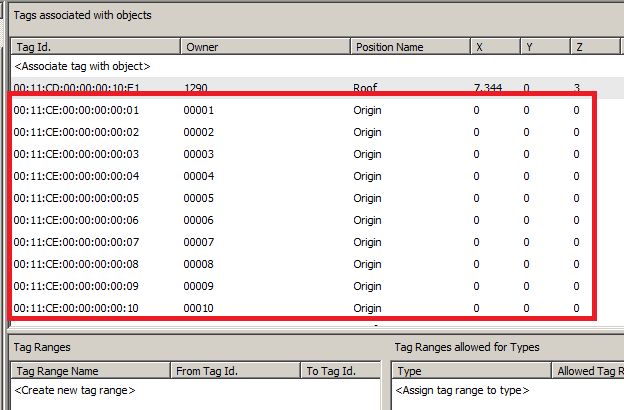 Tags associated with objects
Tag Id. Owner Position Name X Y Z
<Associate tag with object>
00:11:CD:00:00:00:10:E1 1290 Roof 7.344 0 3
00:11:CE:00:00:00:00:01 00001 Origin 0 0 0
00:11:CE:00:00:00:00:02 00002 Origin 0 0 0
00:11:CE:00:00:00:00:03 00003 Origin 0 0 0
00:11:CE:00:00:00:00:04 00004 Origin 0 0 0
00:11:CE:00:00:00:00:05 00005 Origin 0 0 0
00:11:CE:00:00:00:00:06 00006 Origin 0 0 0
00:11:CE:00:00:00:00:07 00007 Origin 0 0 0
00:11:CE:00:00:00:00:08 00008 Origin 0 0 0
00:11:CE:00:00:00:00:09 00009 Origin 0 0 0
00:11:CE:00:00:00:00:10 00010 Origin 0 0 0
Tag Ranges
Tag Range Name From Tag Id. To Tag Id.
<Create new tag range>
Tag Ranges allowed for Types
Type Allowed Tag R
<Assign tag range to type>